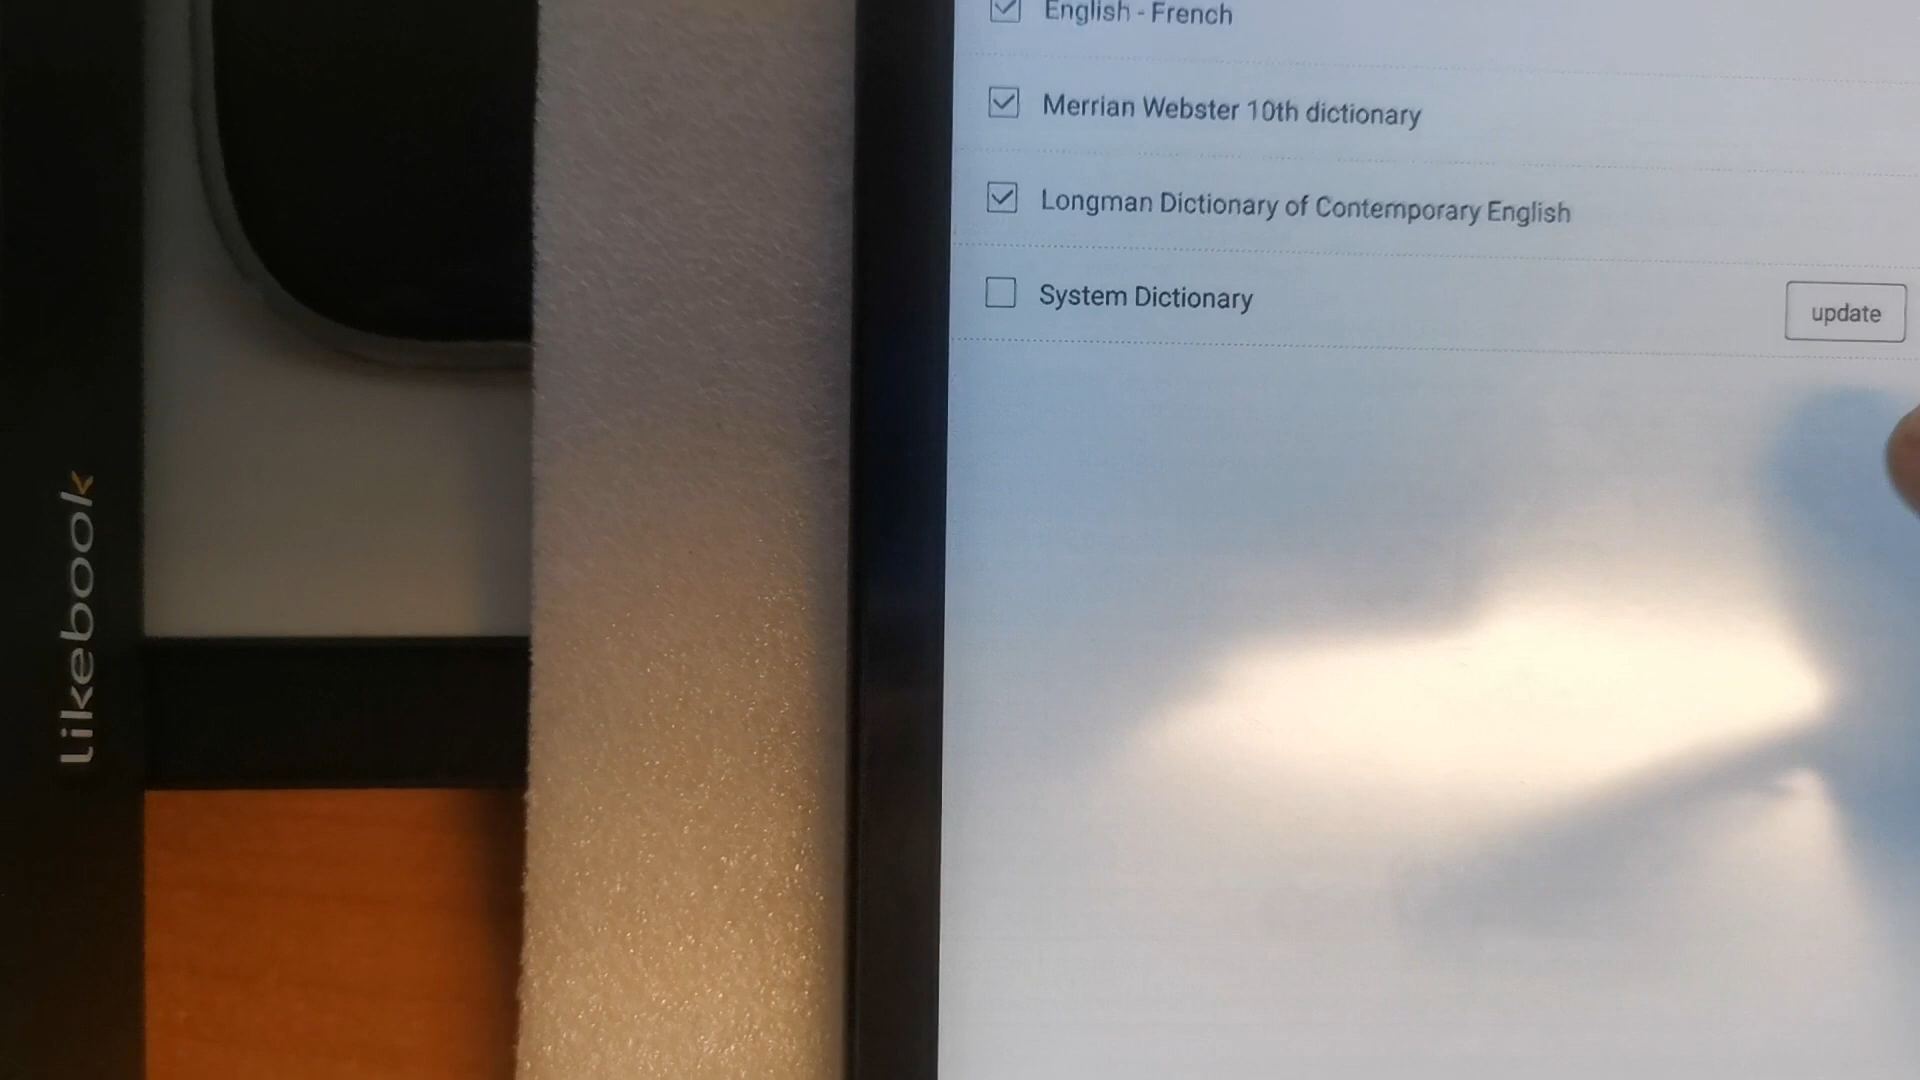 English - French
Merrian Webster 10th dictionary
Longman Dictionary of Contemporary English
System Dictionary
update
likebook